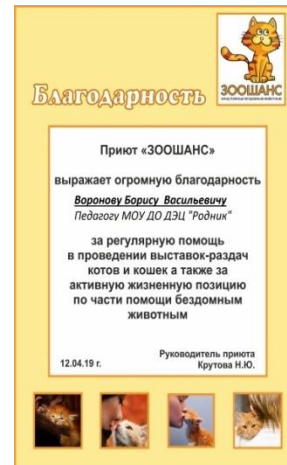 ЗООШАНС
Благодарность
Приют «ЗООШАНС»
выражает огромную благодарность
Воронову Борису Васильевичу
Педагогу МОУ ДО ДЭЦ "Родник"
за регулярную помощь
в проведении выставок-раздач
котов и кошек а также за
активную жизненную позицию
по части помощи бездомным
животным
Руководитель приюта
12.04.19 г. Крутова Н.Ю.